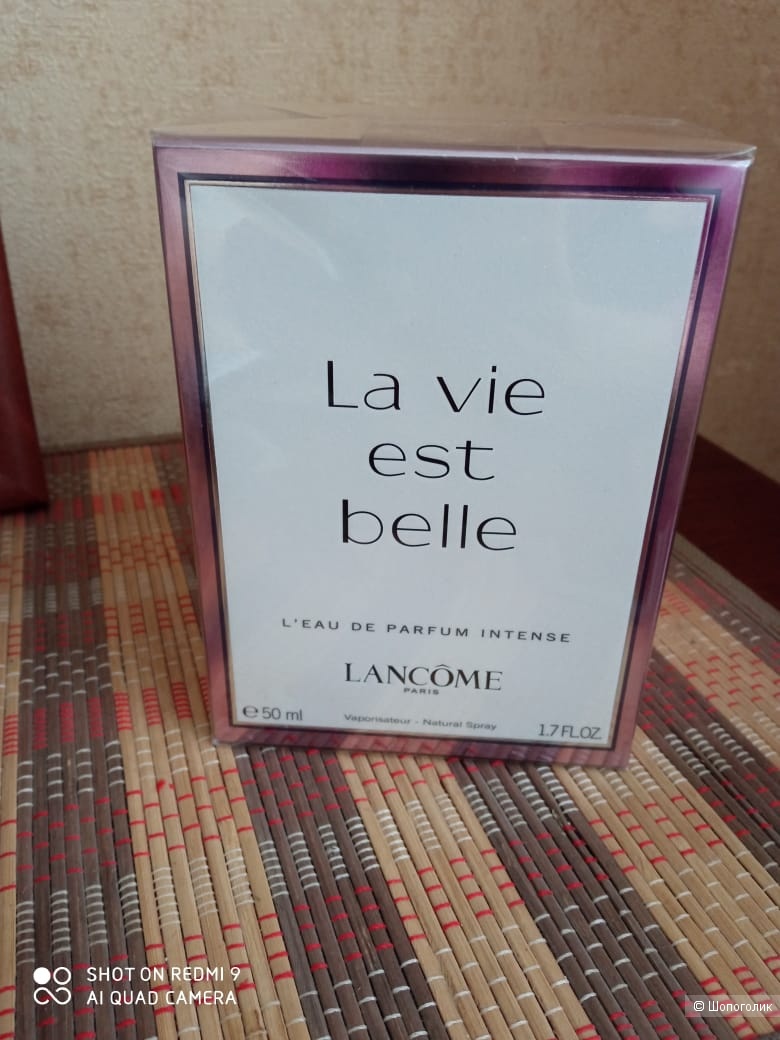 La vie
est
belle
L'EAU DE PARFUM INTENSE
LANCÔME
PARIS
℮50 ml Vaporisateur - Natural Spray 1.7 FL.OZ.
SHOT ON REDMI 9
AI QUAD CAMERA
© Шопоголик